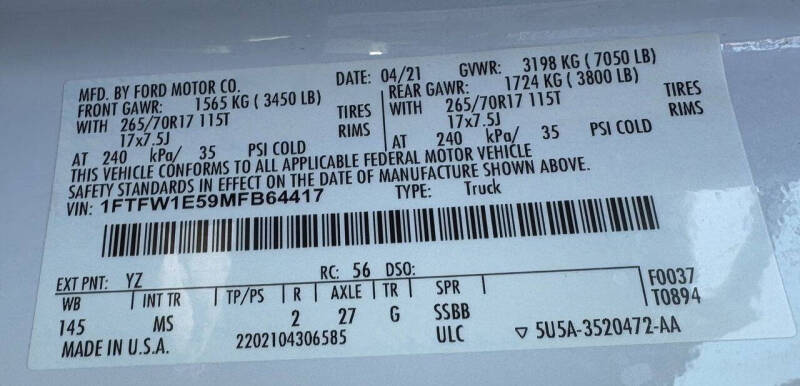 MFD. BY FORD MOTOR CO. DATE: 04/21 GVWR: 3198 KG ( 7050 LB)
FRONT GAWR: 1565 KG ( 3450 LB) REAR GAWR: 1724 KG ( 3800 LB)
WITH 265/70R17 115T TIRES WITH 265/70R17 115T TIRES
17x7.5J RIMS 17x7.5J RIMS
AT 240 kPa/ 35 PSI COLD AT 240 kPa/ 35 PSI COLD
THIS VEHICLE CONFORMS TO ALL APPLICABLE FEDERAL MOTOR VEHICLE
SAFETY STANDARDS IN EFFECT ON THE DATE OF MANUFACTURE SHOWN ABOVE.
VIN: 1FTFW1E59MFB64417 TYPE: Truck
EXT PNT: YZ RC: 56 DSO:
WB INT TR TP/PS R AXLE TR SPR F0037
145 MS 2 27 G SSBB T0894
MADE IN U.S.A. 2202104306585 ULC ▽ 5U5A-3520472-AA